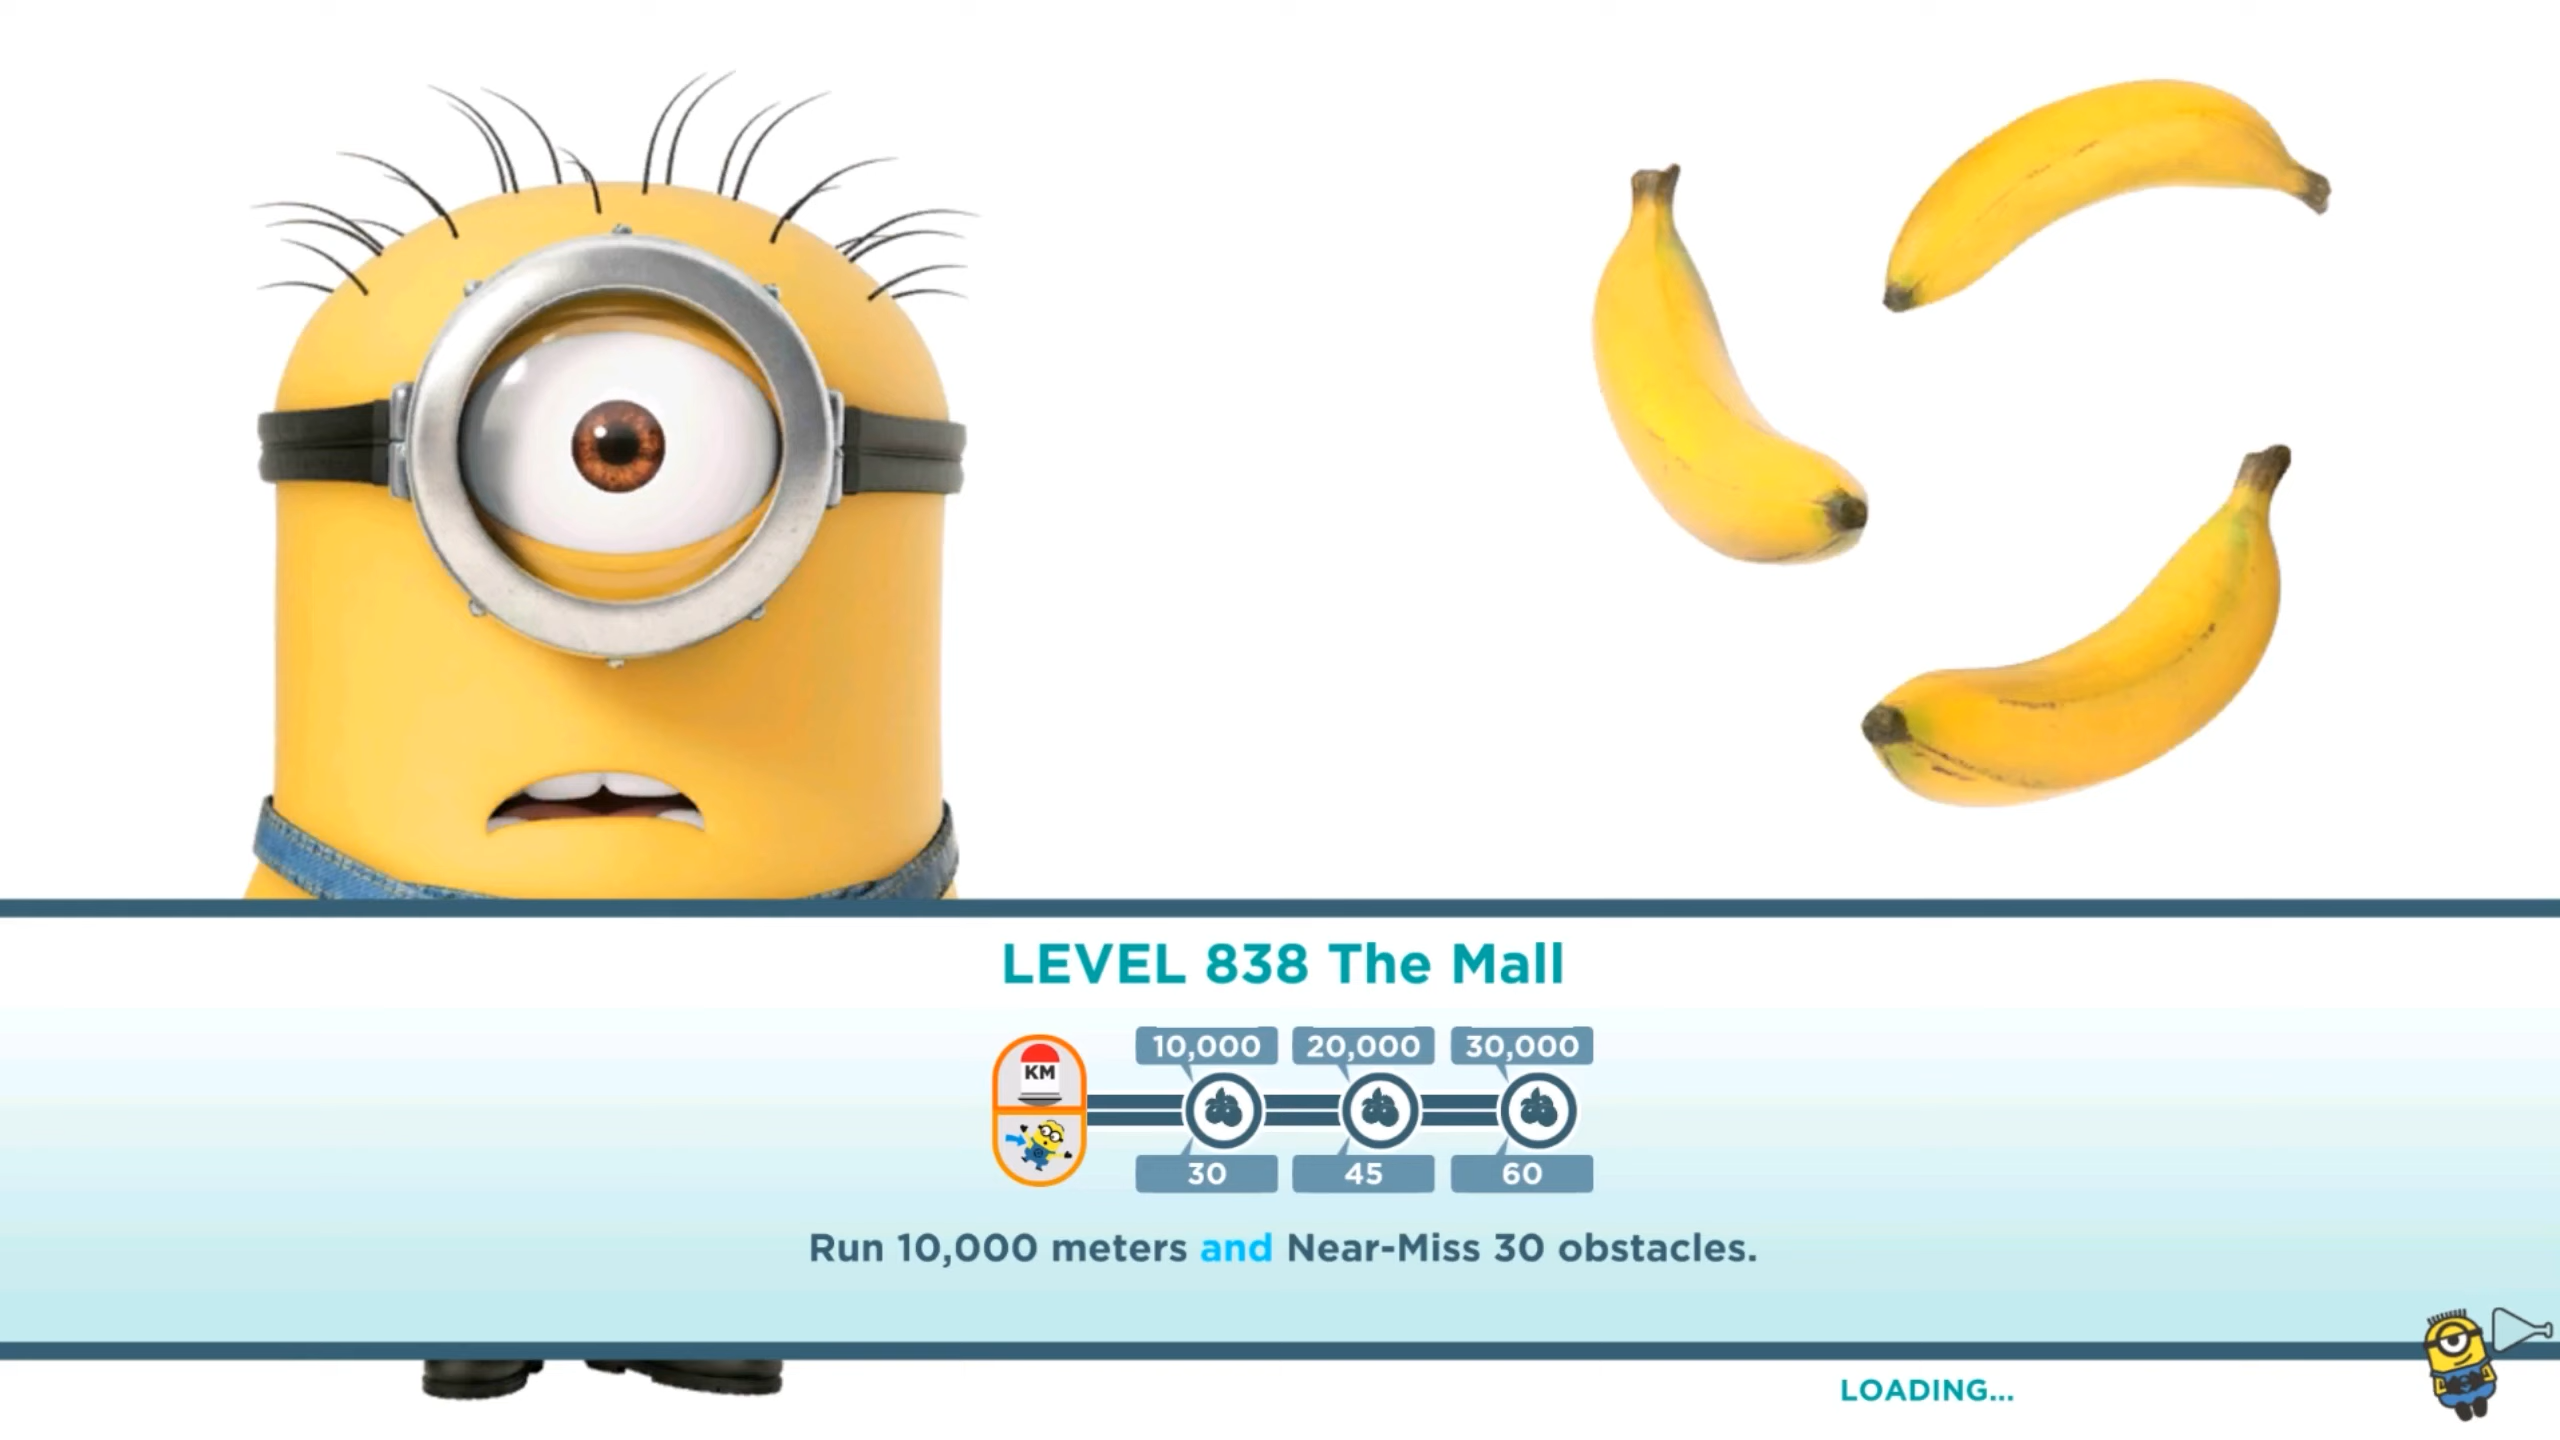 LEVEL 838 The Mall
10,000 20,000 30,000
KM
30 45 60
Run 10,000 meters and Near-Miss 30 obstacles.
LOADING...